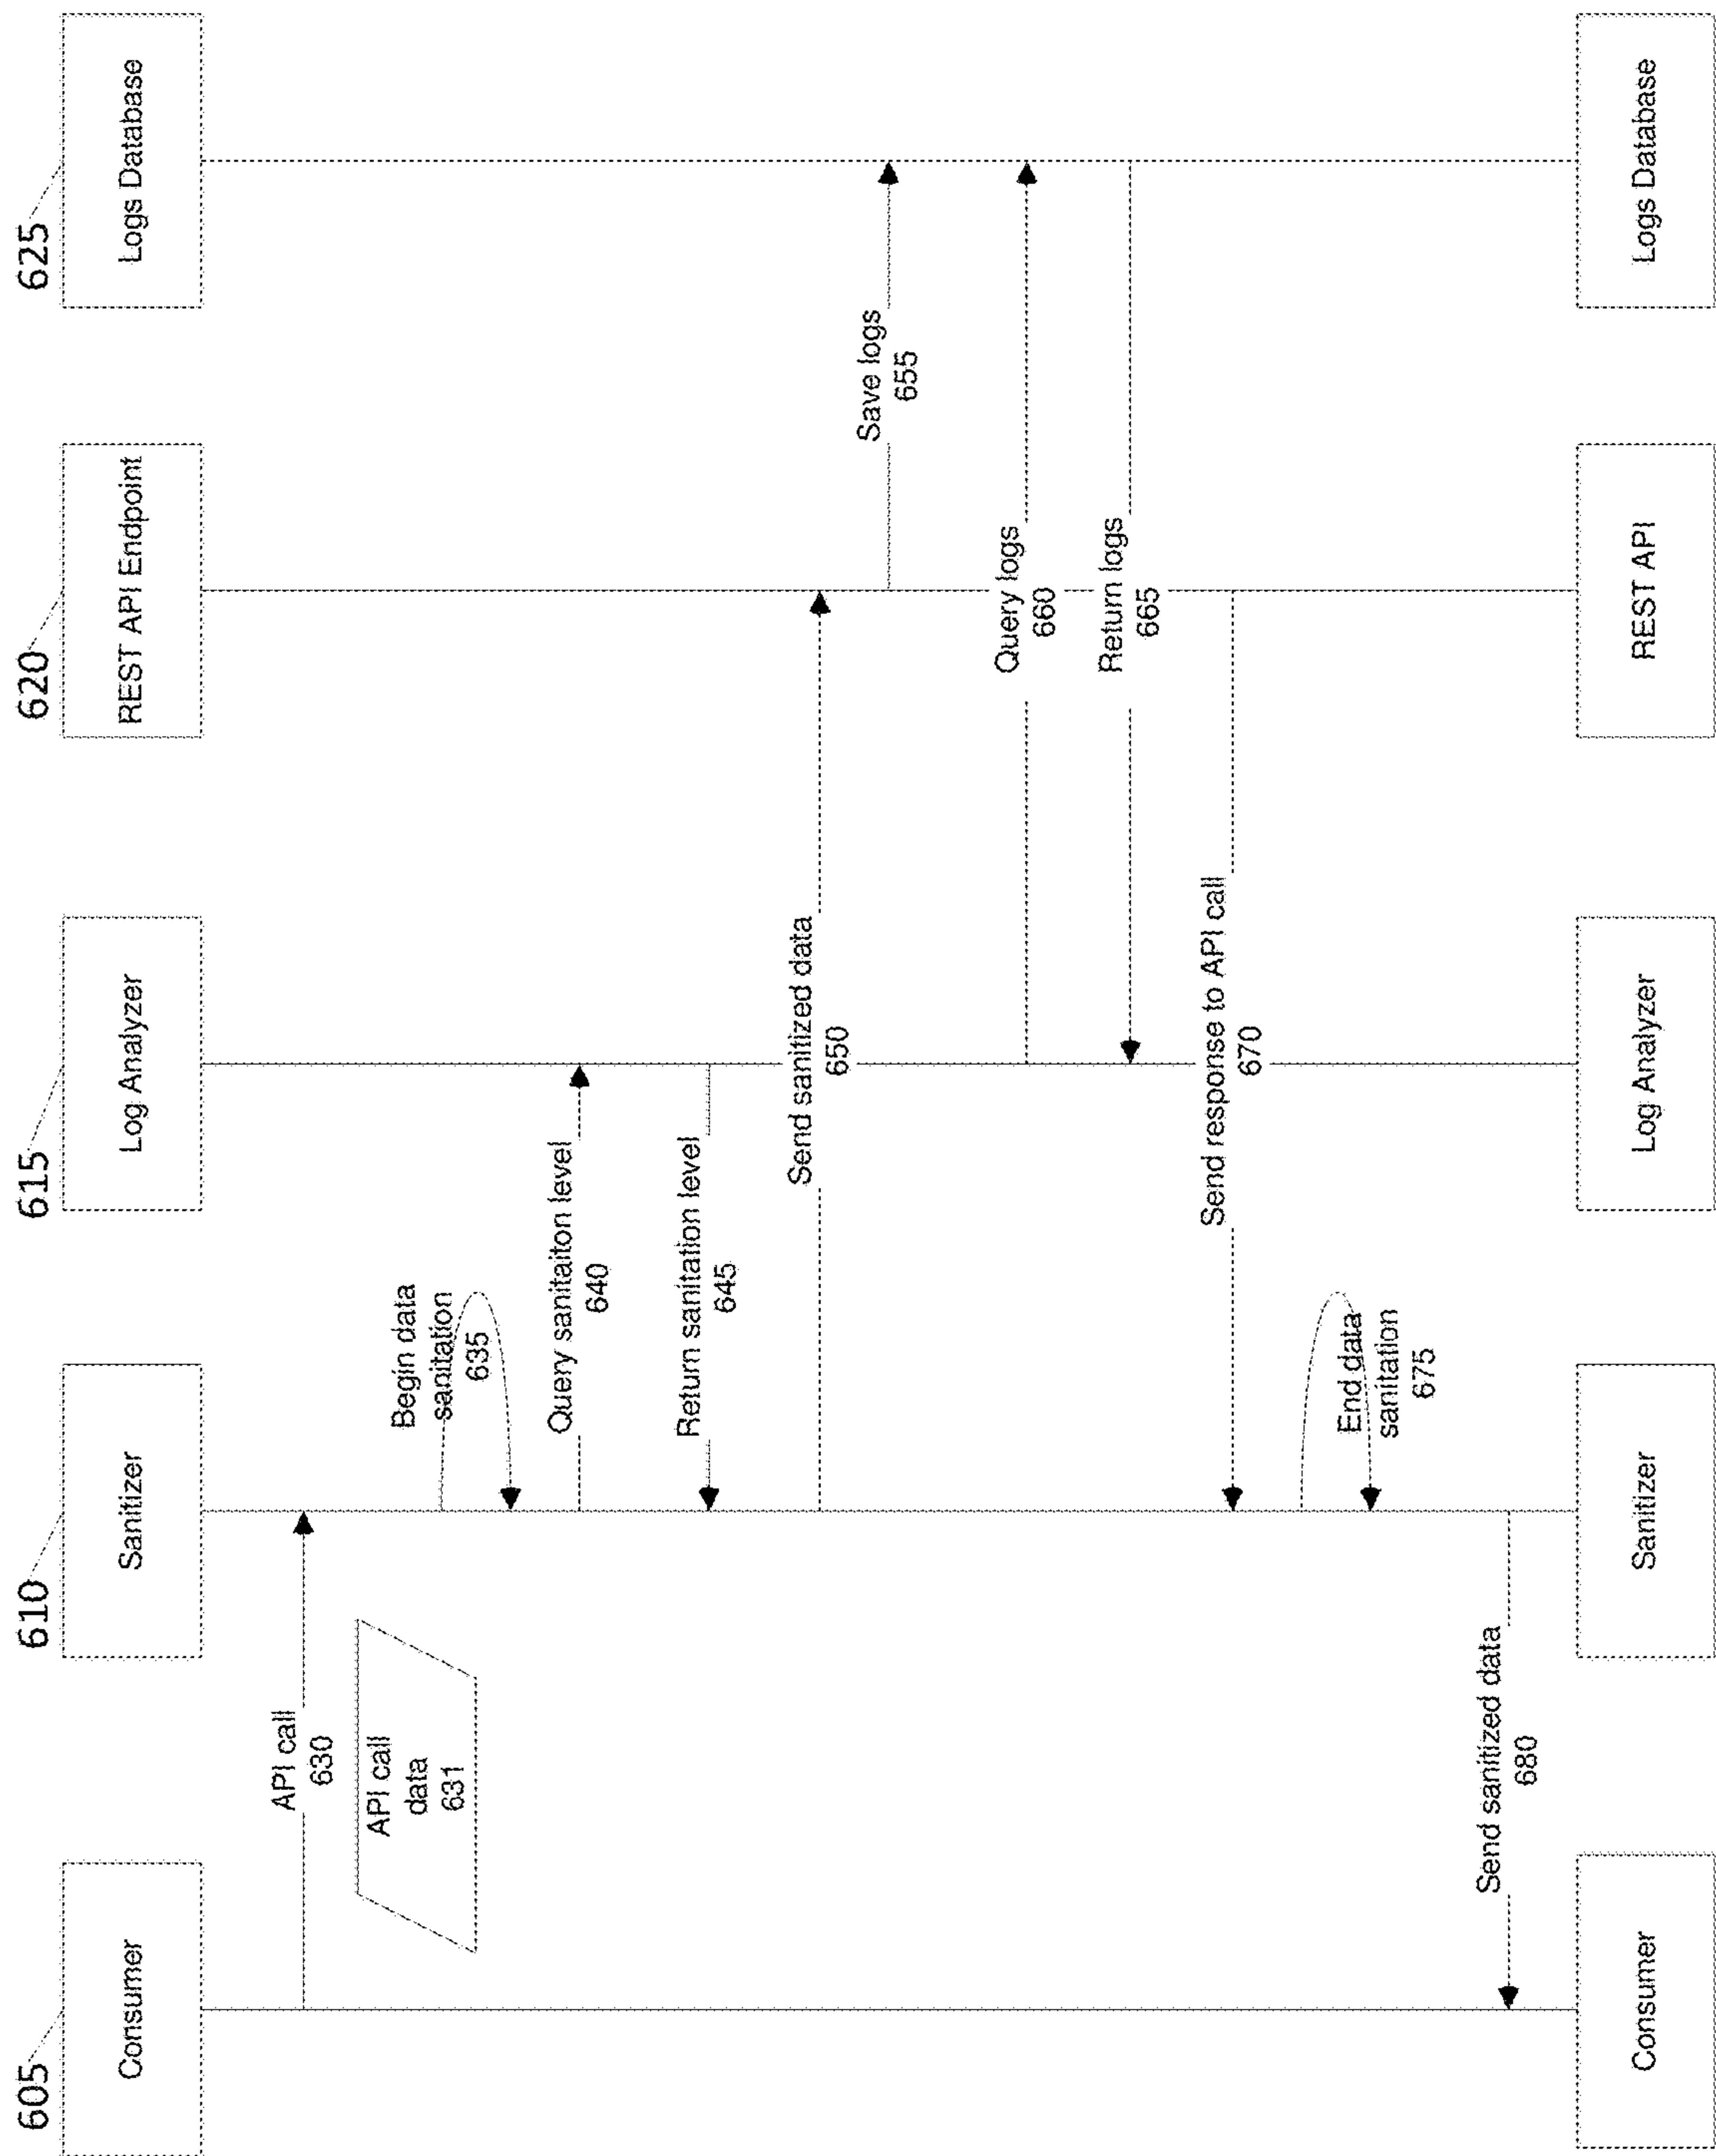 605
610
615
620
625
Consumer
Sanitizer
Log Analyzer
REST API Endpoint
Logs Database
API call
630
API call
data
631
Begin data
sanitation
635
Query sanitaiton level
640
Return sanitation level
645
Send sanitized data
650
Save logs
655
Query logs
660
Return logs
665
Send response to API call
670
End data
sanitation
675
Send sanitized data
680
Consumer
Sanitizer
Log Analyzer
REST API
Logs Database